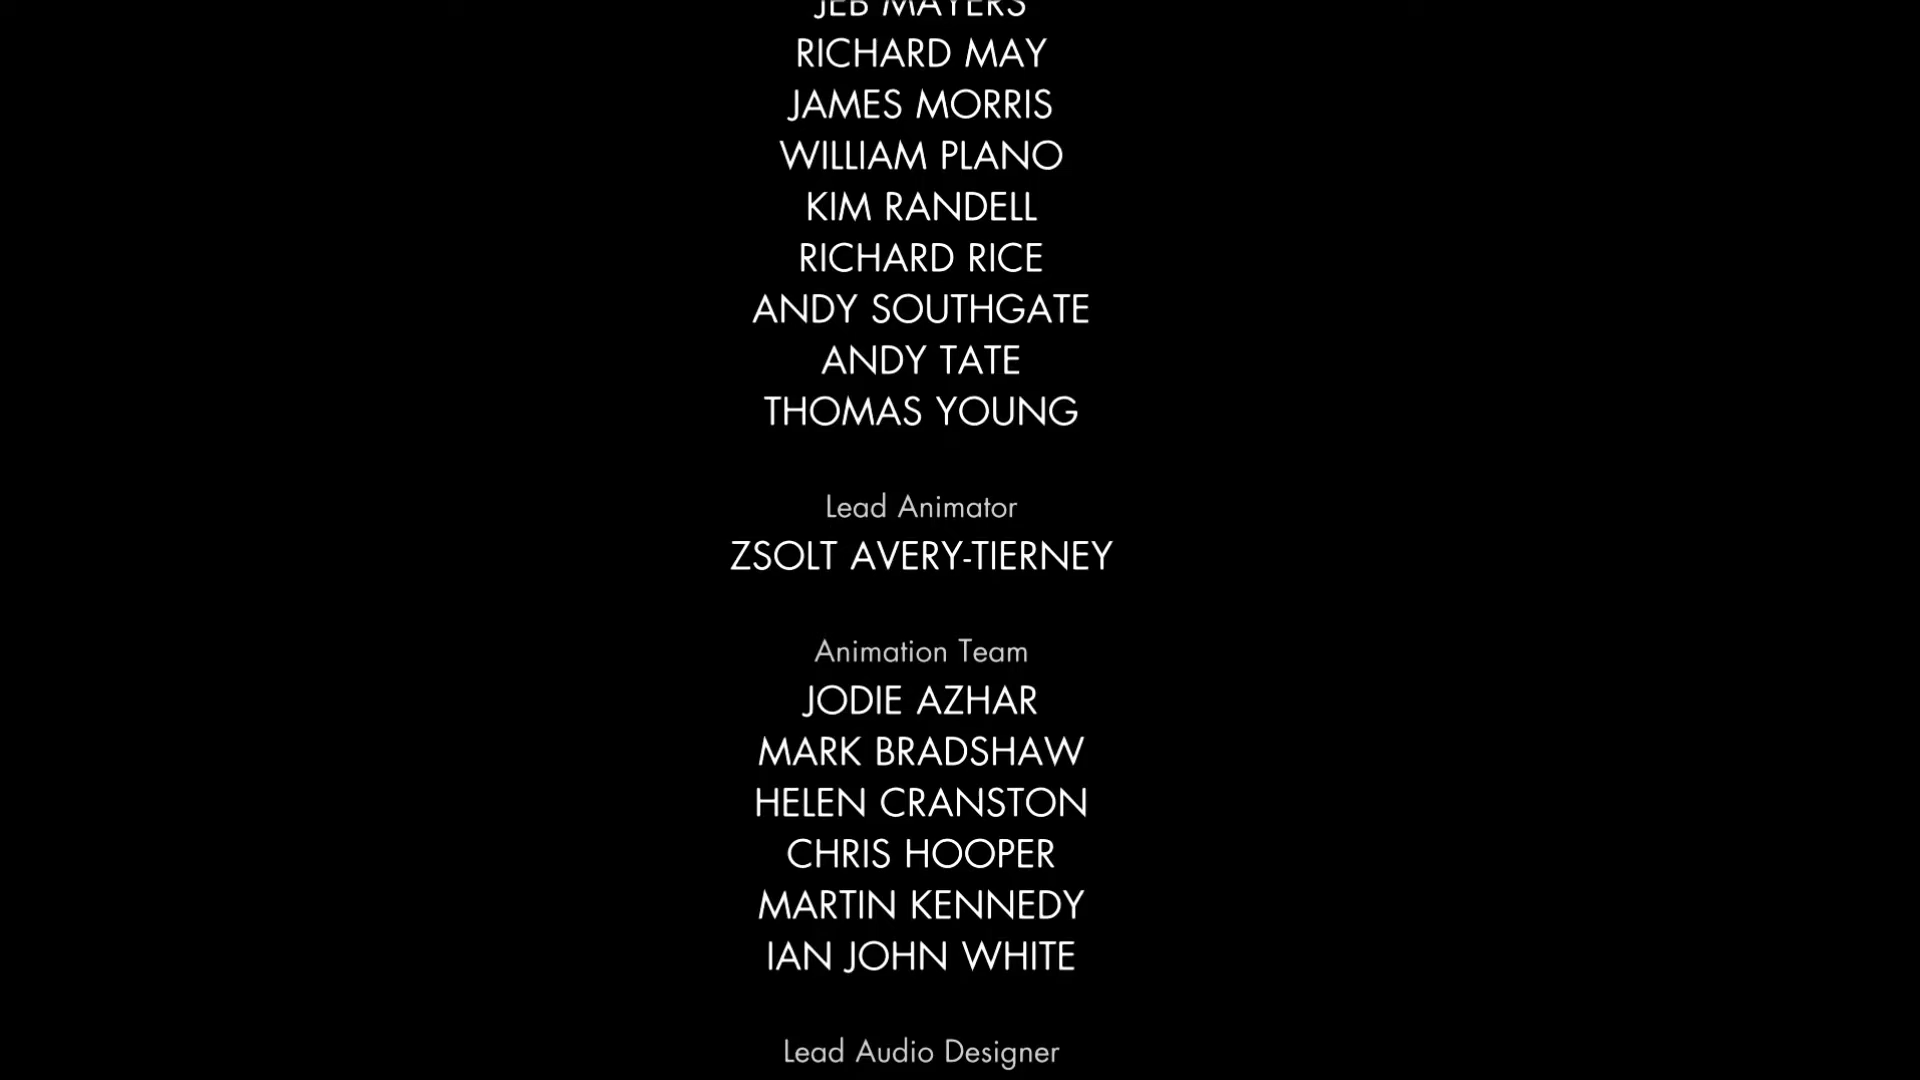 JEB MAYERS
RICHARD MAY
JAMES MORRIS
WILLIAM PLANO
KIM RANDELL
RICHARD RICE
ANDY SOUTHGATE
ANDY TATE
THOMAS YOUNG
Lead Animator
ZSOLT AVERY-TIERNEY
Animation Team
JODIE AZHAR
MARK BRADSHAW
HELEN CRANSTON
CHRIS HOOPER
MARTIN KENNEDY
IAN JOHN WHITE
Lead Audio Designer